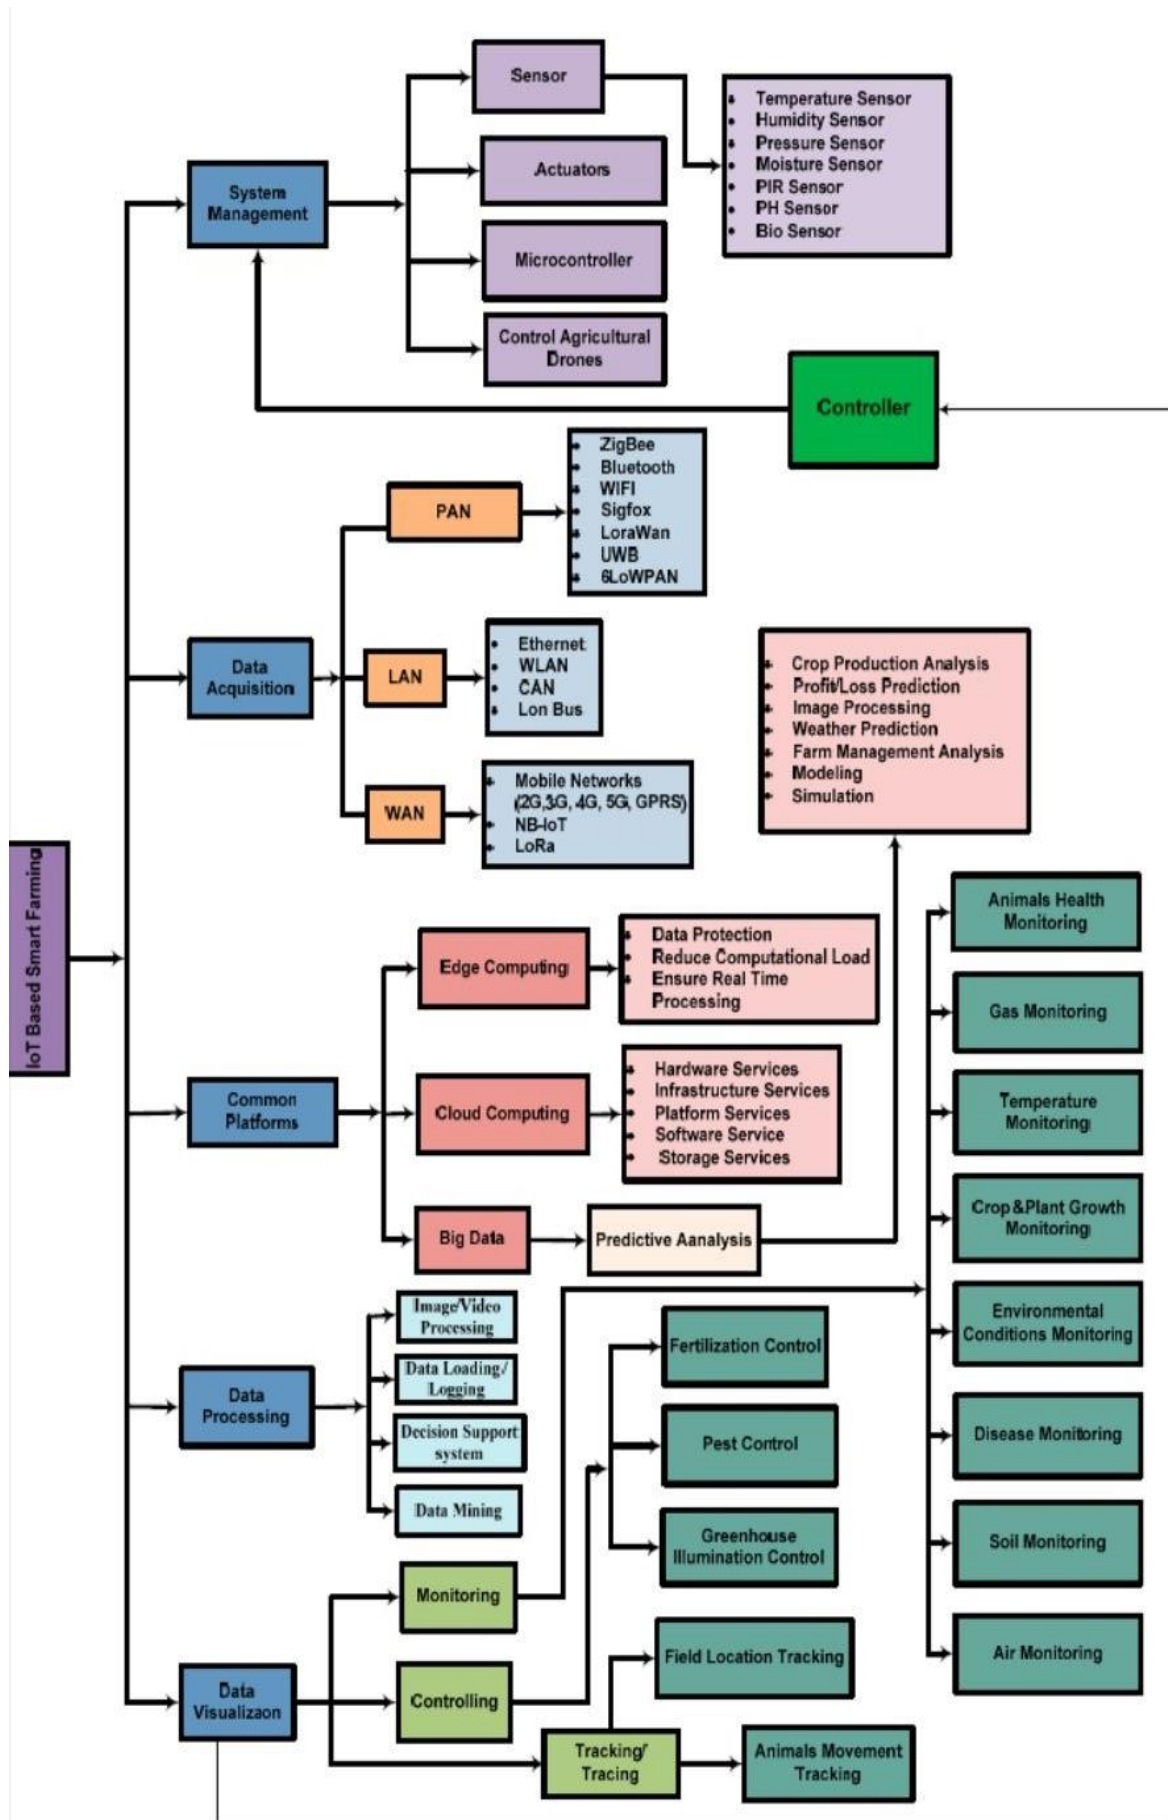 Sensor
Temperature Sensor
Humidity Sensor
Pressure Sensor
Moisture Sensor
PIR Sensor
PH Sensor
Bio Sensor
System
Management
Actuators
Microcontroller
Control Agricultural
Drones
Controller
PAN
ZigBee
Bluetooth
WIFI
Sigfox
LoraWan
UWB
6LoWPAN
Data
Acquisition
LAN
Ethernet
WLAN
CAN
Lon Bus
WAN
Mobile Networks
(2G,3G, 4G, 5G, GPRS)
NB-IoT
LoRa
Crop Production Analysis
Profit/Loss Prediction
Image Processing
Weather Prediction
Farm Management Analysis
Modeling
Simulation
IoT Based Smart Farming
Edge Computing
Data Protection
Reduce Computational Load
Ensure Real Time
Processing
Common
Platforms
Cloud Computing
Hardware Services
Infrastructure Services
Platform Services
Software Service
Storage Services
Big Data
Predictive Aanalysis
Animals Health
Monitoring
Gas Monitoring
Temperature
Monitoring
Crop &Plant Growth
Monitoring
Environmental
Conditions Monitoring
Disease Monitoring
Soil Monitoring
Air Monitoring
Data
Processing
Image/Video
Processing
Data Loading/
Logging
Decision Support
system
Data Mining
Fertilization Control
Pest Control
Greenhouse
Illumination Control
Data
Visualizaon
Monitoring
Controlling
Tracking/
Tracing
Field Location Tracking
Animals Movement
Tracking